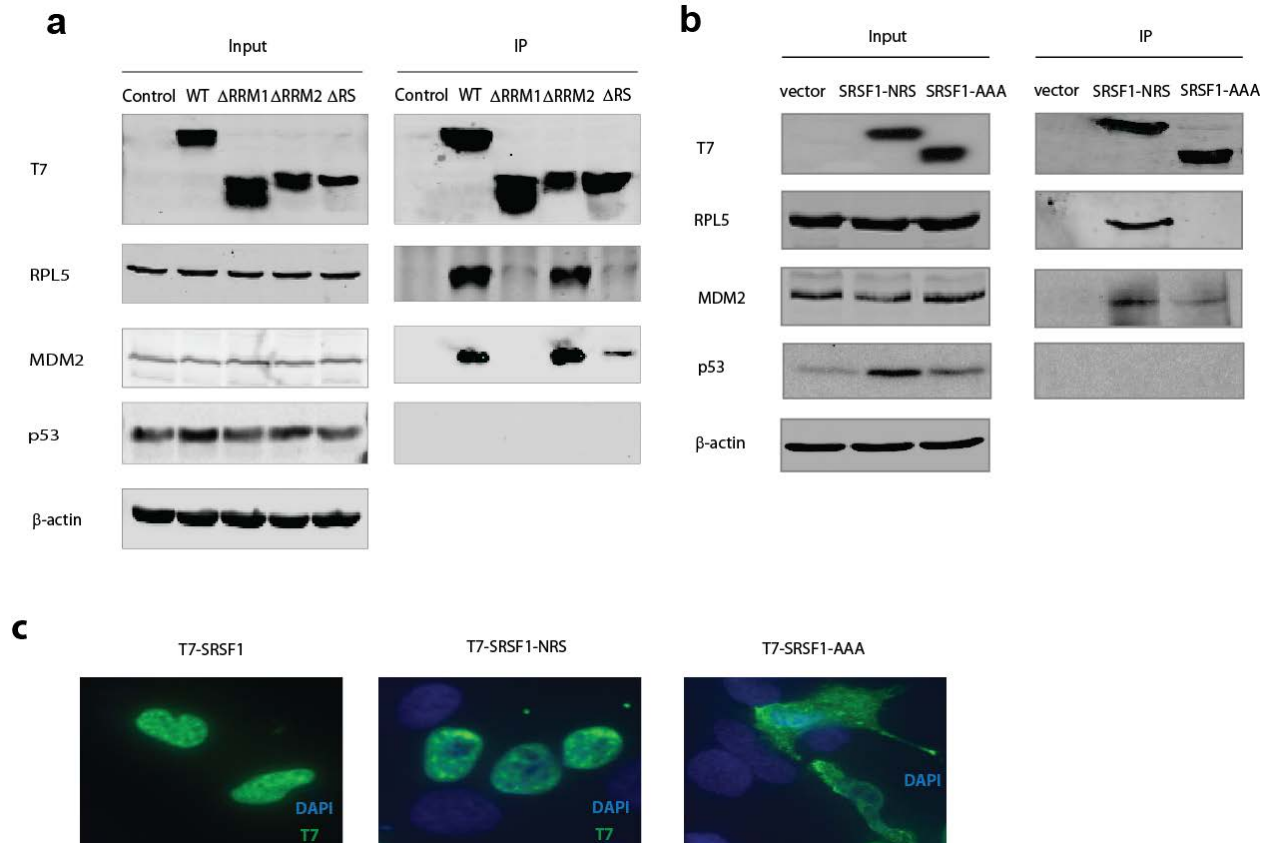 a
Input
IP
Control WT ΔRRM1 ΔRRM2 ΔRS
Control WT ΔRRM1 ΔRRM2 ΔRS
T7
RPL5
MDM2
p53
β-actin
b
Input
IP
vector SRSF1-NRS SRSF1-AAA
vector SRSF1-NRS SRSF1-AAA
T7
RPL5
MDM2
p53
β-actin
c
T7-SRSF1
T7-SRSF1-NRS
T7-SRSF1-AAA
DAPI
T7
DAPI
T7
DAPI